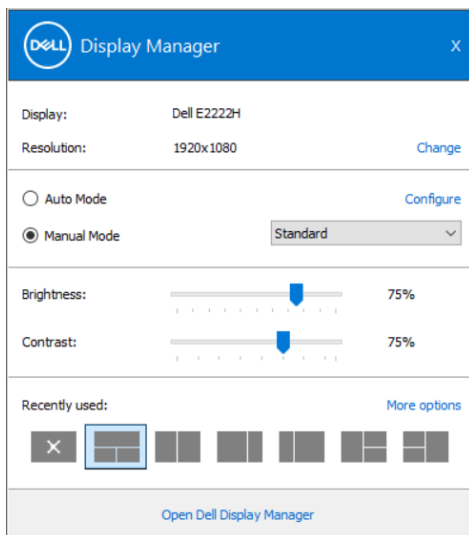 DELL Display Manager X
Display: Dell E2222H
Resolution: 1920x1080 Change
Auto Mode Configure
Manual Mode Standard
Brightness: 75%
Contrast: 75%
Recently used: More options
Open Dell Display Manager